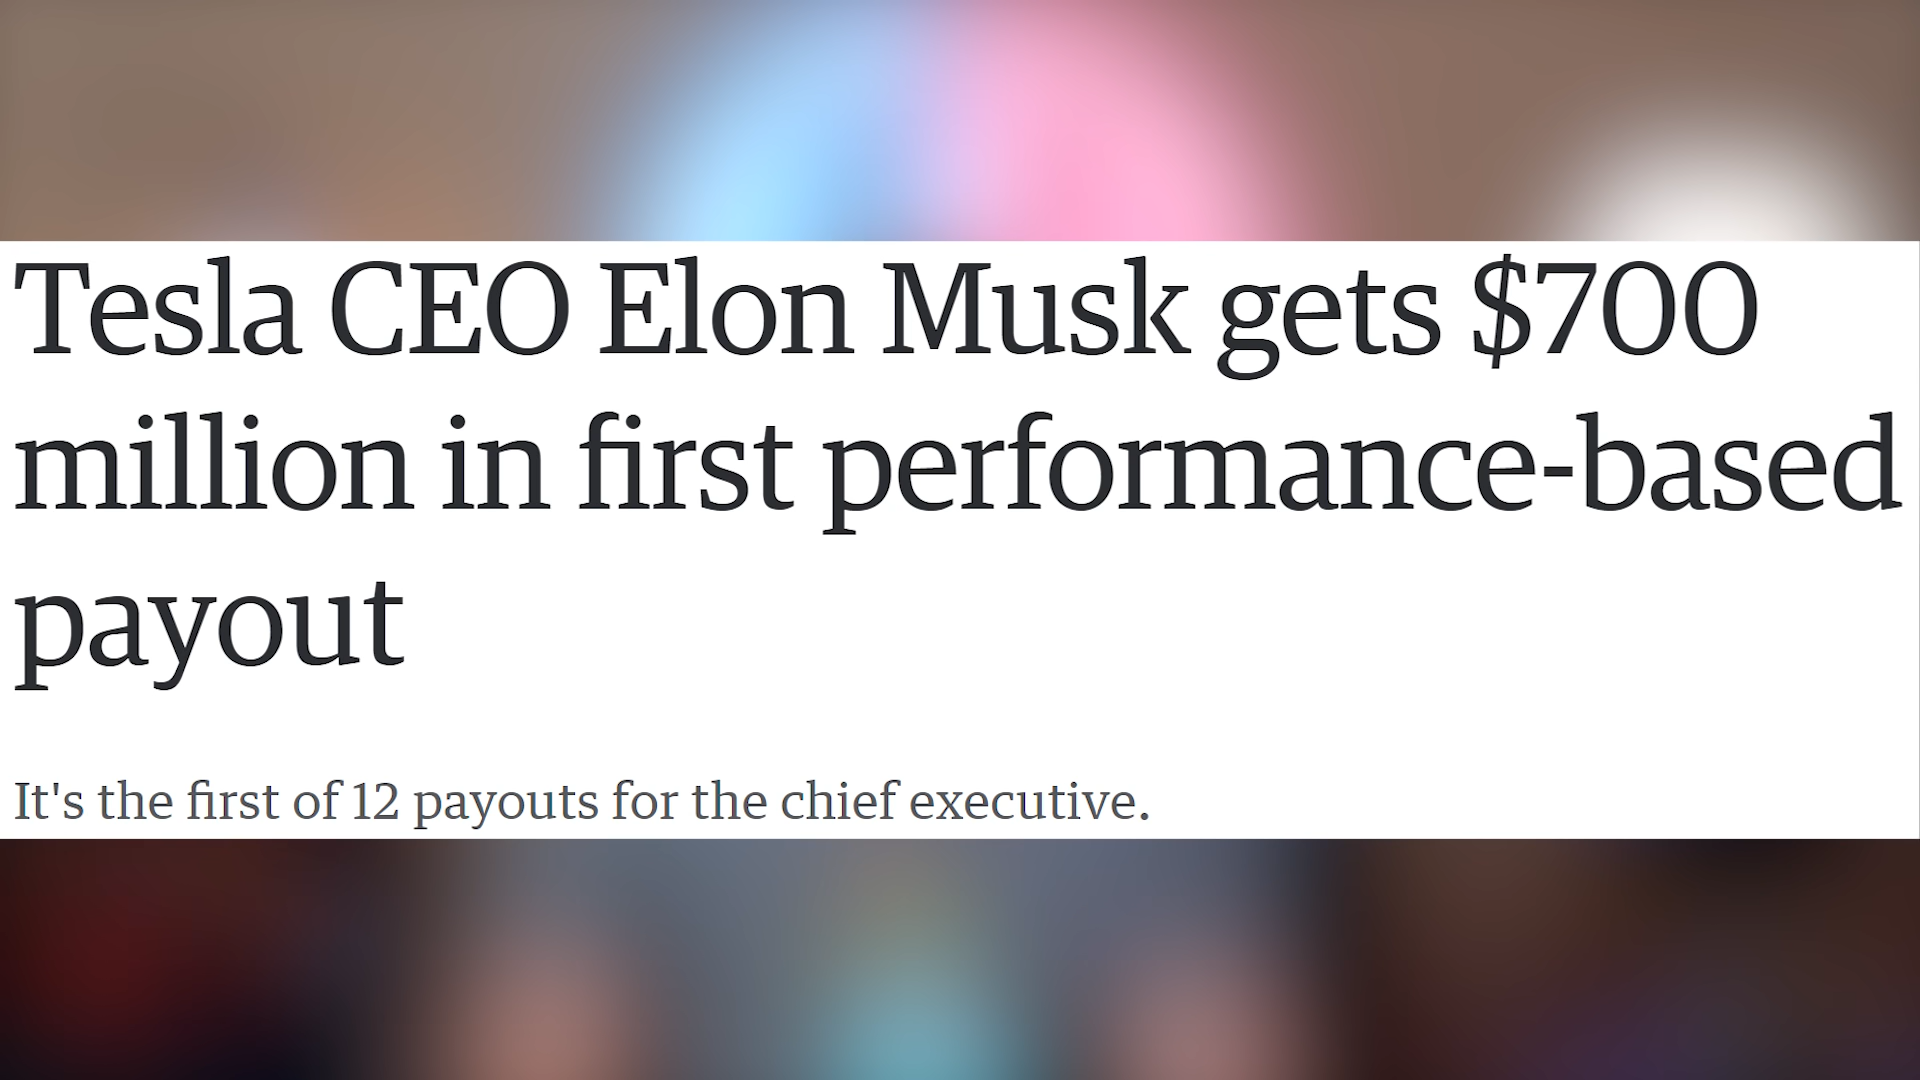 Tesla CEO Elon Musk gets $700
million in first performance-based
payout
It's the first of 12 payouts for the chief executive.